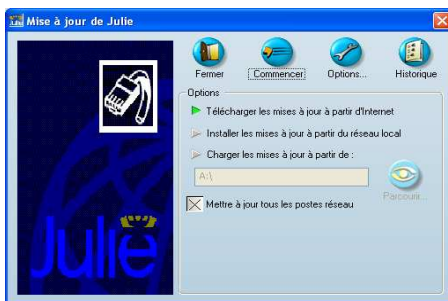 Mise à jour de Julie
Fermer
Commencer
Options...
Historique
Options
Télécharger les mises à jour à partir d'Internet
Installer les mises à jour à partir du réseau local
Charger les mises à jour à partir de :
A:\
Parcourir...
Mettre à jour tous les postes réseau
Julie